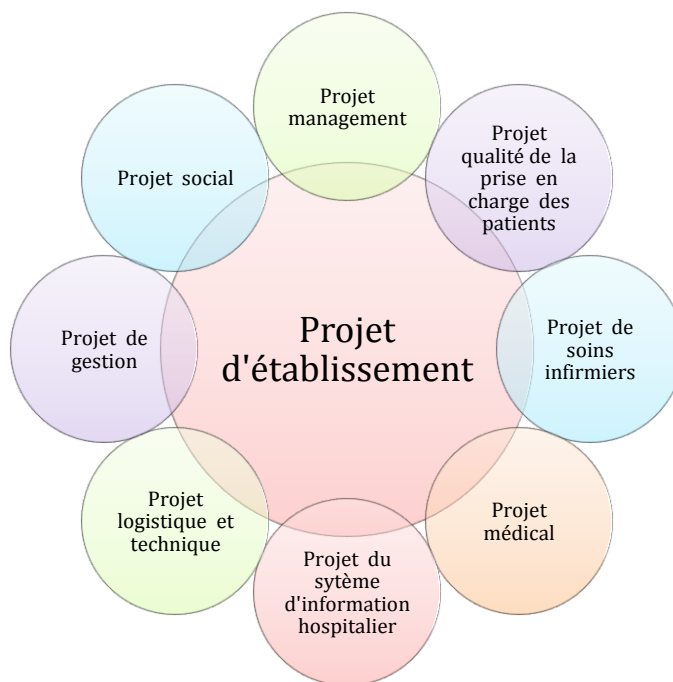 Projet
management
Projet
qualité de la
prise en
charge des
patients
Projet de
soins
infirmiers
Projet
médical
Projet du
sytème
d'information
hospitalier
Projet
logistique et
technique
Projet de
gestion
Projet social
Projet
d'établissement